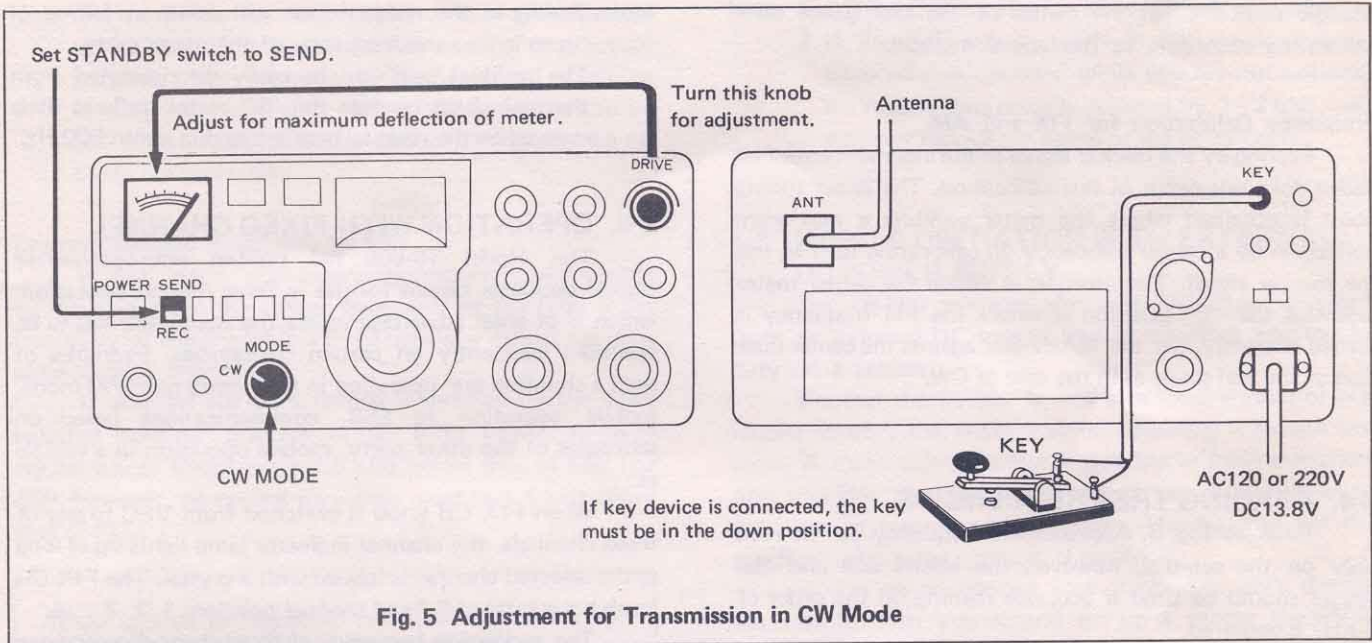 Set STANDBY switch to SEND.
Adjust for maximum deflection of meter.
Turn this knob
for adjustment.
Antenna
DRIVE
KEY
ANT
POWER SEND
REC
MODE
CW
CW MODE
KEY
AC120 or 220V
DC13.8V
If key device is connected, the key
must be in the down position.
Fig. 5 Adjustment for Transmission in CW Mode